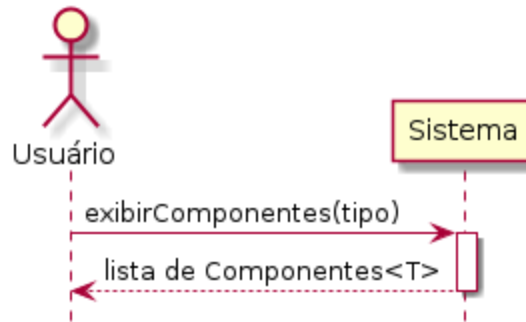 Usuário
Sistema
exibirComponentes(tipo)
lista de Componentes<T>